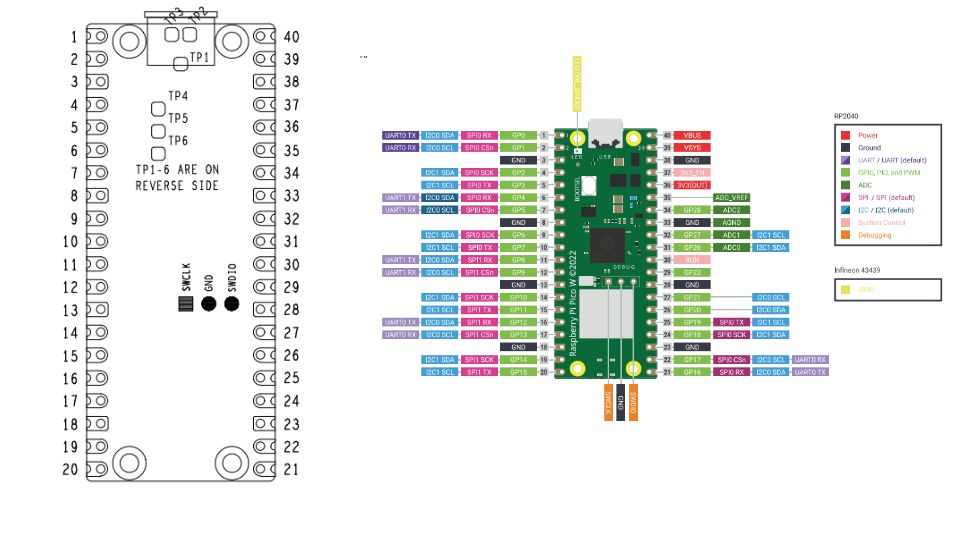 TP3 TP2
TP1
TP4
TP5
TP6
TP1-6 ARE ON
REVERSE SIDE
SWCLK GND SWDIO
1 40
2 39
3 38
4 37
5 36
6 35
7 34
8 33
9 32
10 31
11 30
12 29
13 28
14 27
15 26
16 25
17 24
18 23
19 22
20 21
UART0 TX I2C0 SDA SPI0 RX GP0 1 40 VBUS
UART0 RX I2C0 SCL SPI0 CSn GP1 2 39 VSYS
GND 3 38 GND
I2C1 SDA SPI0 SCK GP2 4 37 3V3_EN
I2C1 SCL SPI0 TX GP3 5 36 3V3(OUT)
UART1 TX I2C0 SDA SPI0 RX GP4 6 35 ADC_VREF
UART1 RX I2C0 SCL SPI0 CSn GP5 7 34 GP28 ADC2
GND 8 33 GND AGND
I2C1 SDA SPI0 SCK GP6 9 32 GP27 ADC1 I2C1 SCL
I2C1 SCL SPI0 TX GP7 10 31 GP26 ADC0 I2C1 SDA
UART1 TX I2C0 SDA SPI1 RX GP8 11 30 RUN
UART1 RX I2C0 SCL SPI1 CSn GP9 12 29 GP22
GND 13 28 GND
I2C1 SDA SPI1 SCK GP10 14 27 GP21 I2C0 SCL
I2C1 SCL SPI1 TX GP11 15 26 GP20 I2C0 SDA
UART0 TX I2C0 SDA SPI1 RX GP12 16 25 GP19 SPI0 TX I2C1 SCL
UART0 RX I2C0 SCL SPI1 CSn GP13 17 24 GP18 SPI0 SCK I2C1 SDA
GND 18 23 GND
I2C1 SDA SPI1 SCK GP14 19 22 GP17 SPI0 CSn I2C0 SCL UART0 RX
I2C1 SCL SPI1 TX GP15 20 21 GP16 SPI0 RX I2C0 SDA UART0 TX
LED USB
BOOTSEL
DEBUG
Raspberry Pi Pico W ©2022
SWCLK GND SWDIO
RP2040
Power
Ground
UART / UART (default)
GPIO, PIO, and PWM
ADC
SPI / SPI (default)
I2C / I2C (default)
System Control
Debugging
Infineon 43439
GPIO